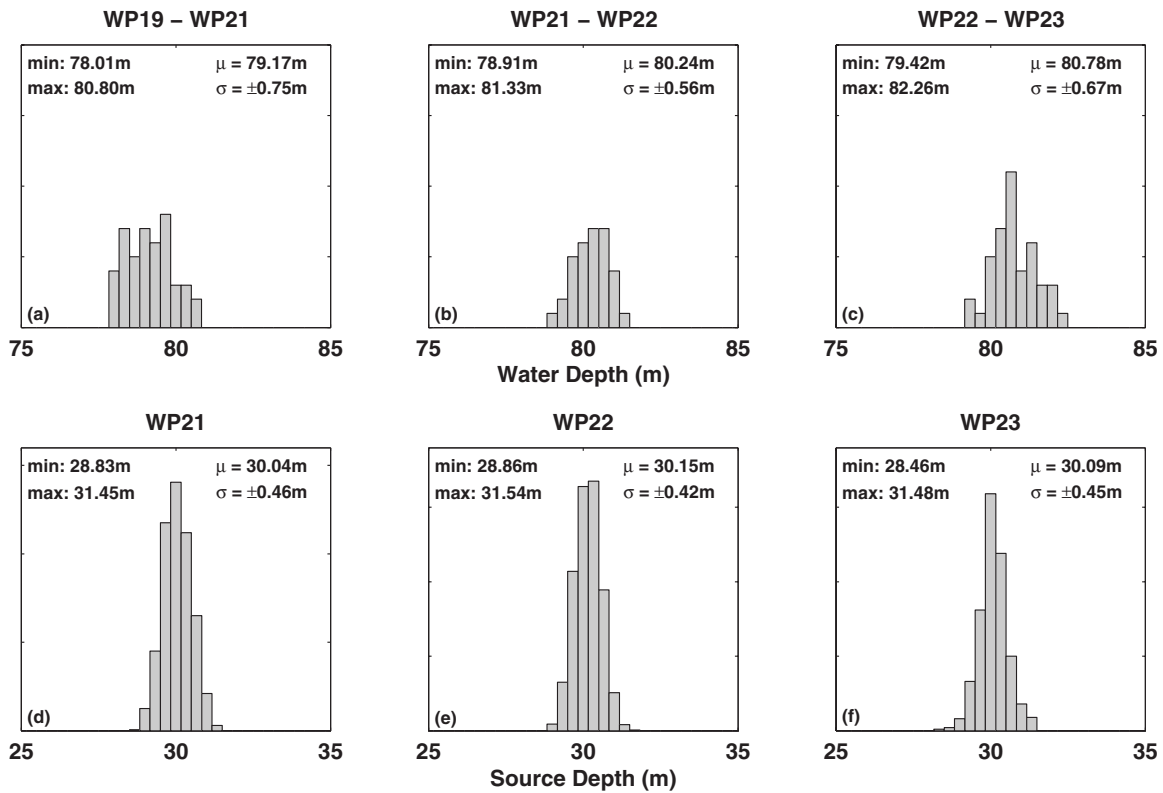 WP19 – WP21
WP21 – WP22
WP22 – WP23
min: 78.01m μ = 79.17m
max: 80.80m σ = ±0.75m
min: 78.91m μ = 80.24m
max: 81.33m σ = ±0.56m
min: 79.42m μ = 80.78m
max: 82.26m σ = ±0.67m
(a)
(b)
(c)
75 80 85
75 80 85
75 80 85
Water Depth (m)
WP21
WP22
WP23
min: 28.83m μ = 30.04m
max: 31.45m σ = ±0.46m
min: 28.86m μ = 30.15m
max: 31.54m σ = ±0.42m
min: 28.46m μ = 30.09m
max: 31.48m σ = ±0.45m
(d)
(e)
(f)
25 30 35
25 30 35
25 30 35
Source Depth (m)